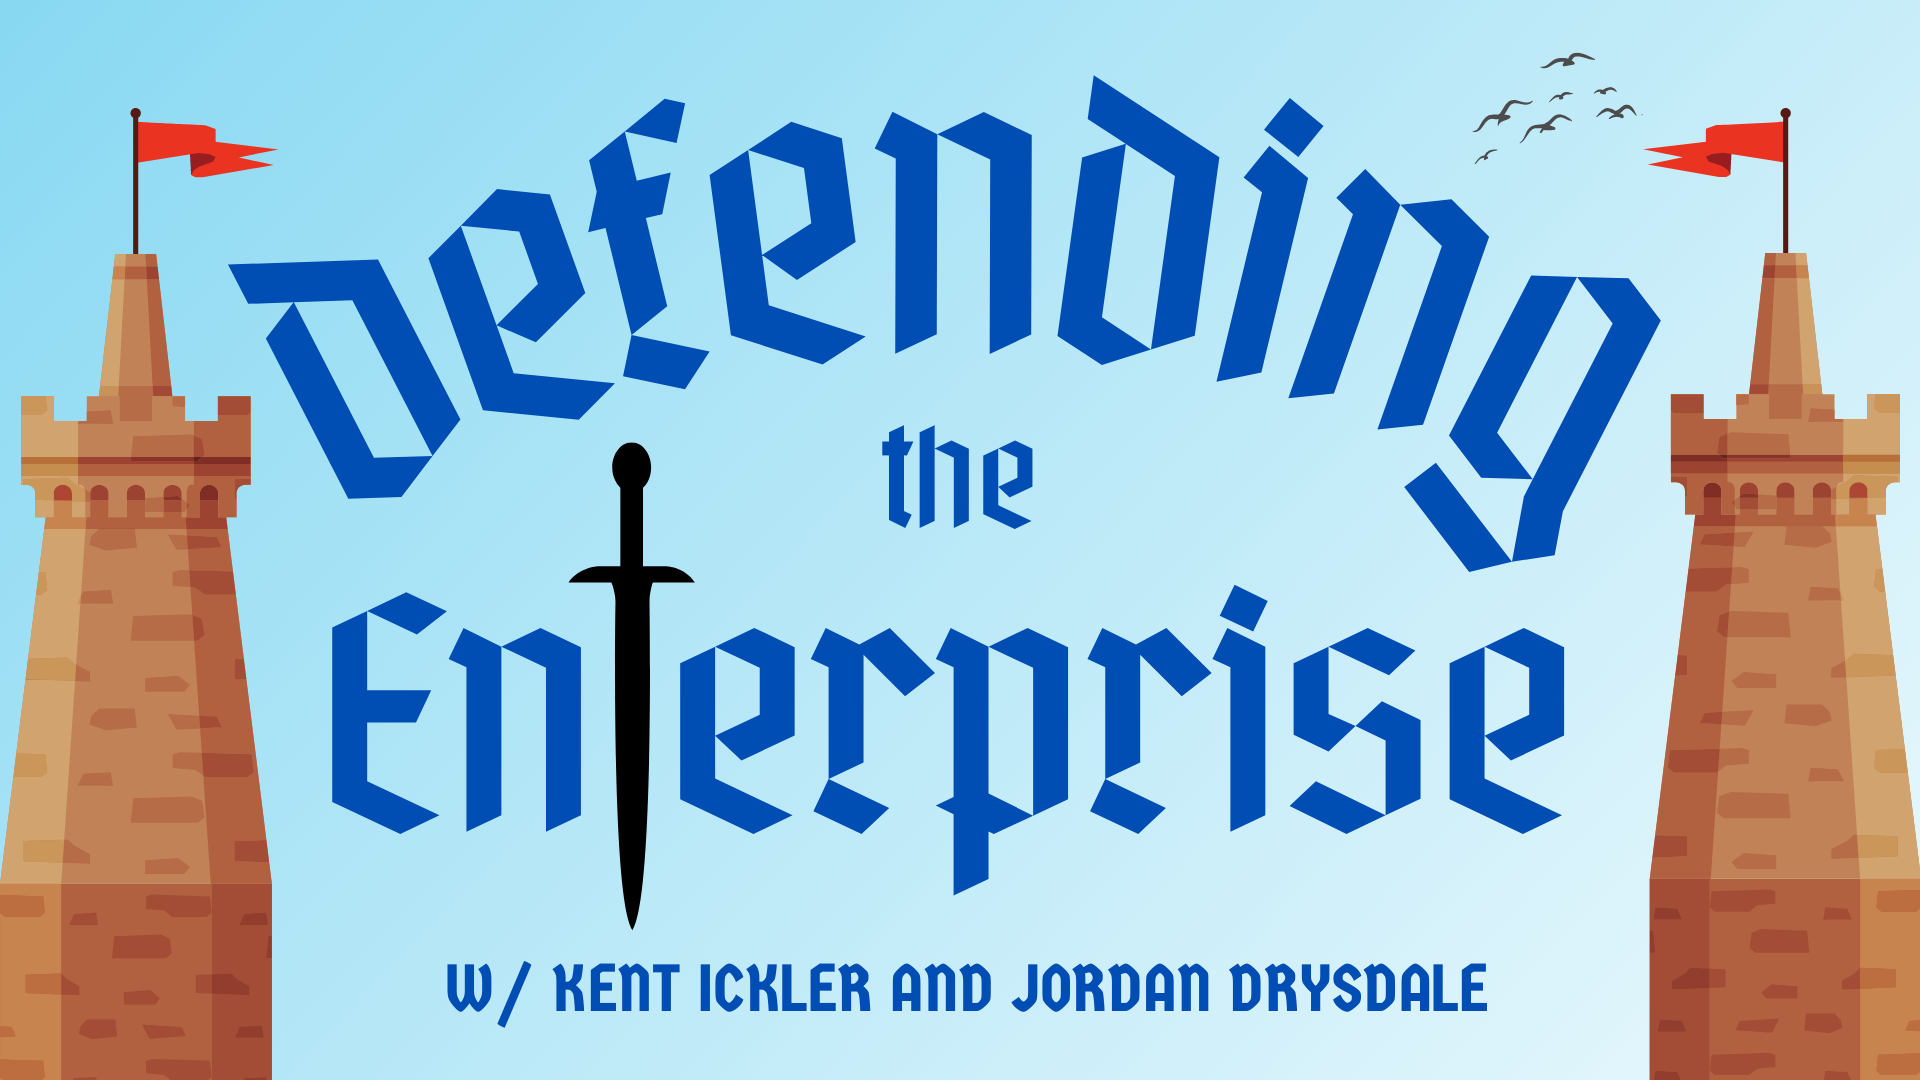 Defending
the
Enterprise
W/ KENT ICKLER AND JORDAN DRYSDALE